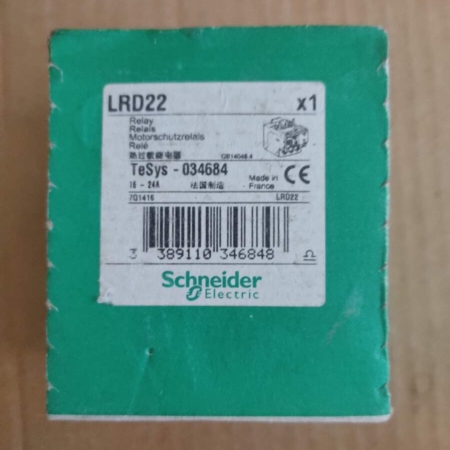 LRD22 x1
Relay
Relais
Motorschutzrelais
Relé
热过载继电器 GB14048.4
TeSys - 034684
16 - 24A 法国制造 Made in France CE
701416 LRD22
3 389110 346848
Schneider
Electric